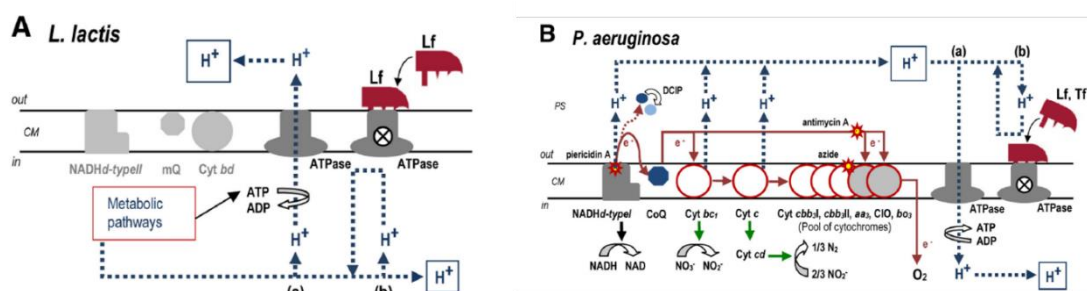 A L. lactis
H⁺ H⁺
Lf
Lf
out
CM
in
NADHd-typeII mQ Cyt bd ATPase ATPase
Metabolic
pathways
ATP
ADP
H⁺ H⁺
H⁺
(a) (b)
B P. aeruginosa
(a) (b)
H⁺
H⁺ H⁺ H⁺ H⁺
DCIP
PS
Lf, Tf
antimycin A
e⁻ e⁻ e⁻
piericidin A
azide
out
CM
in
NADHd-typeI CoQ Cyt bc₁ Cyt c Cyt cbb₃I, cbb₃II, aa₃, CIO, bo₃ ATPase ATPase
(Pool of cytochromes)
NADH NAD
NO₃⁻ NO₂⁻
Cyt cd
1/3 N₂
2/3 NO₂⁻
e⁻
O₂
ATP
ADP
H⁺ H⁺